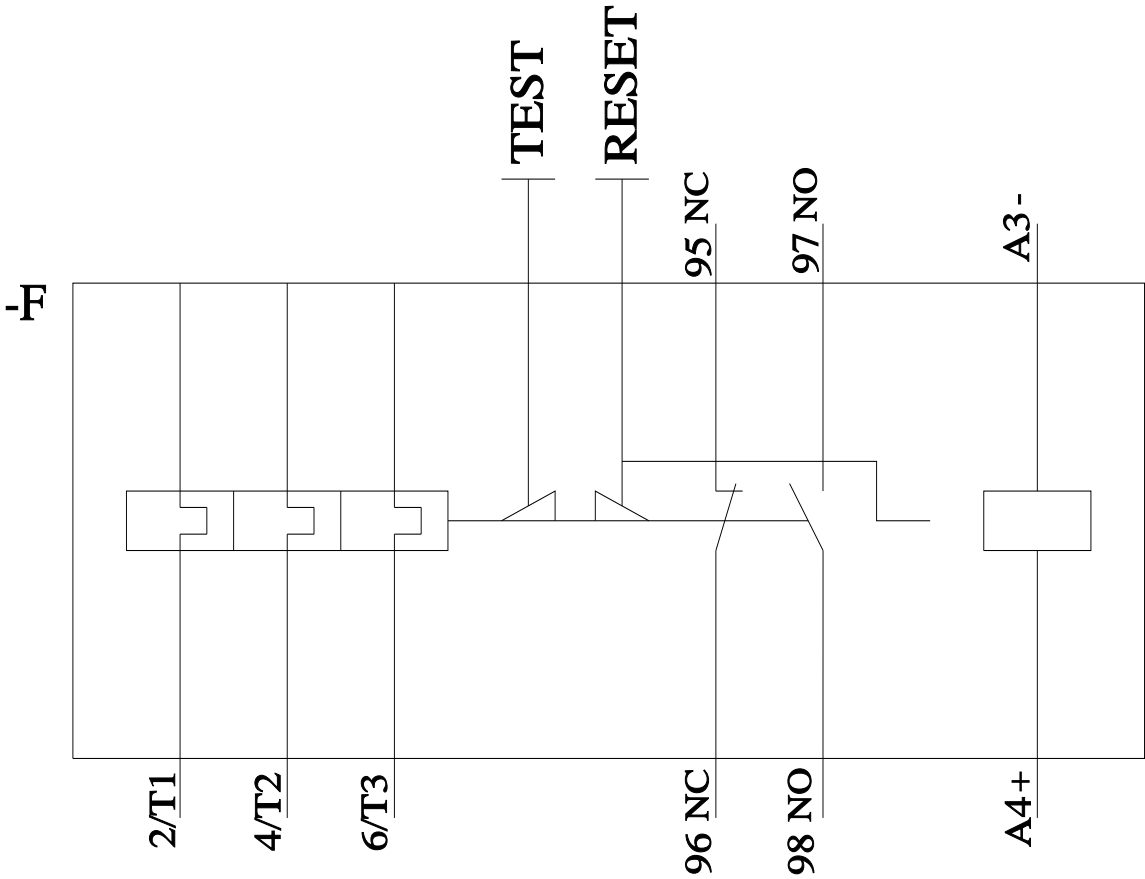 TEST
RESET
95 NC
97 NO
A3 -
-F
2/T1
4/T2
6/T3
96 NC
98 NO
A4+